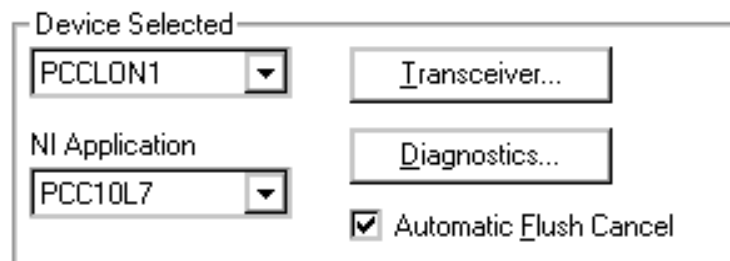 Device Selected
PCCLON1
Transceiver...
NI Application
Diagnostics...
PCC10L7
Automatic Flush Cancel